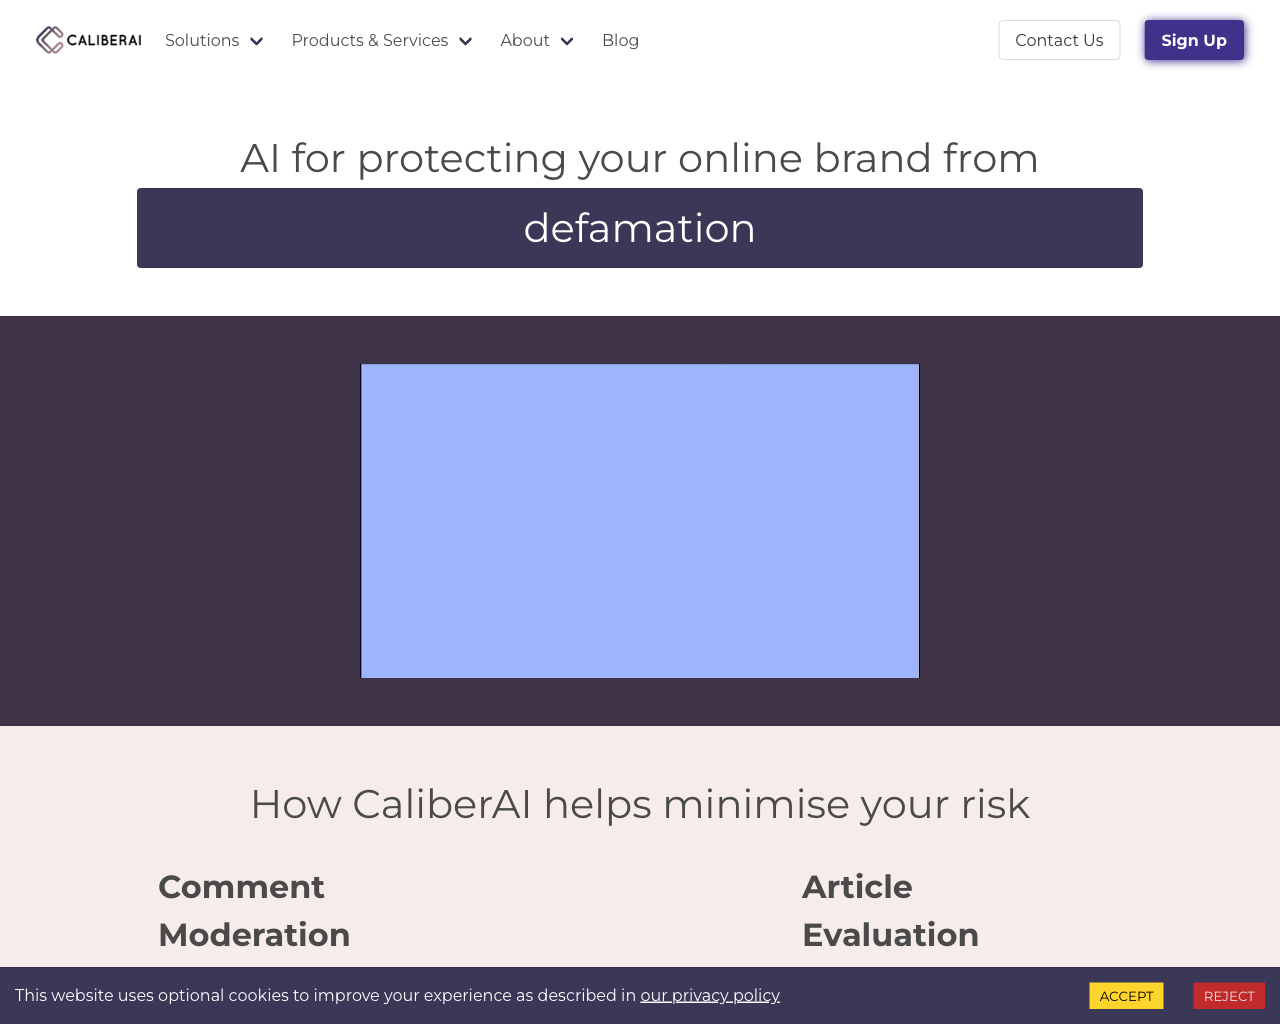 CALIBERAI Solutions Products & Services About Blog Contact Us Sign Up
AI for protecting your online brand from
defamation
How CaliberAI helps minimise your risk
Comment
Moderation
Article
Evaluation
This website uses optional cookies to improve your experience as described in our privacy policy ACCEPT REJECT